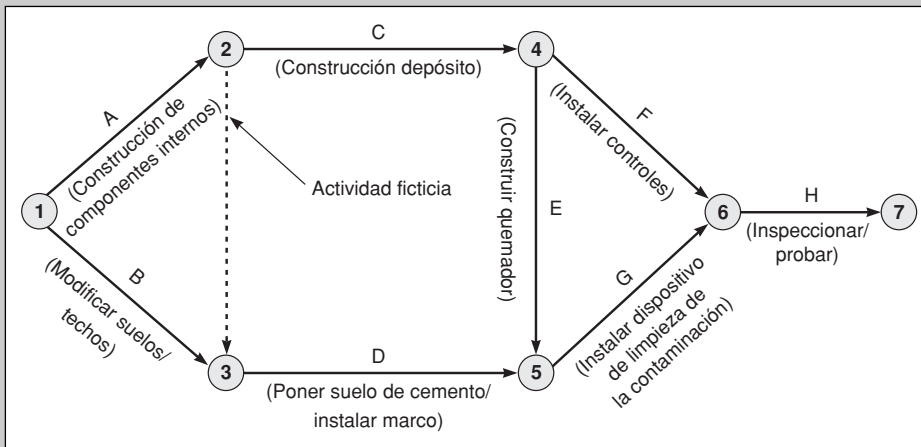 2
C
4
(Construcción depósito)
A
(Construcción de
componentes internos)
Actividad ficticia
(Construir quemador)
E
F
(Instalar controles)
1
6
H
7
(Inspeccionar/
probar)
B
(Modificar suelos/
techos)
G
(Instalar dispositivo
de limpieza de
la contaminación)
3
D
5
(Poner suelo de cemento/
instalar marco)